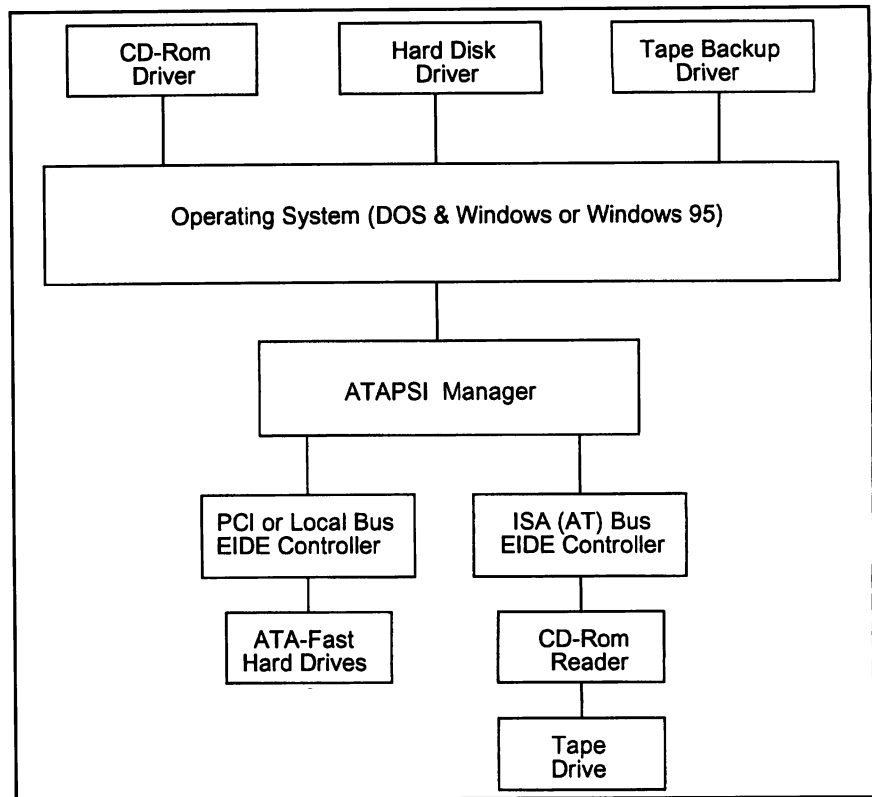 CD-Rom
Driver
Hard Disk
Driver
Tape Backup
Driver
Operating System (DOS & Windows or Windows 95)
ATAPSI Manager
PCI or Local Bus
EIDE Controller
ISA (AT) Bus
EIDE Controller
ATA-Fast
Hard Drives
CD-Rom
Reader
Tape
Drive